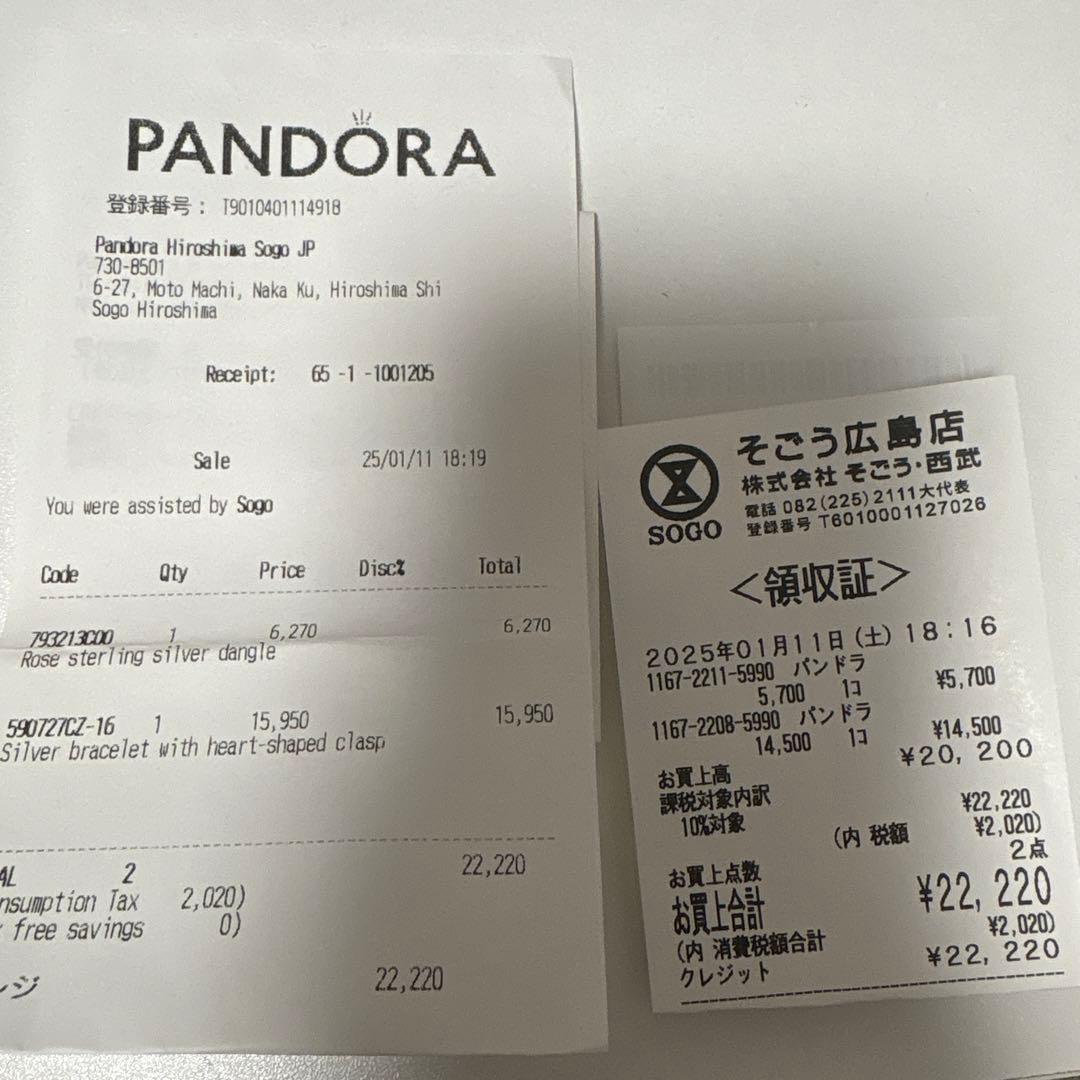 PANDORA
登録番号： T9010401114918
Pandora Hiroshima Sogo JP
730-8501
6-27, Moto Machi, Naka Ku, Hiroshima Shi
Sogo Hiroshima
Receipt: 65 -1 -1001205
Sale 25/01/11 18:19
You were assisted by Sogo
Code Qty Price Disc% Total
793213C00 1 6,270 6,270
Rose sterling silver dangle
590727CZ-16 1 15,950 15,950
Silver bracelet with heart-shaped clasp
AL 2 22,220
nsumption Tax 2,020)
free savings 0)
レジ 22,220
SOGO
そごう広島店
株式会社 そごう・西武
電話 082(225)2111大代表
登録番号 T6010001127026
＜領収証＞
2025年01月11日(土) 18:16
1167-2211-5990 パンドラ
5,700 1コ ¥5,700
1167-2208-5990 パンドラ
14,500 1コ ¥14,500
お買上高 ¥20,200
課税対象内訳
10%対象 ¥22,220
(内 税額 ¥2,020)
お買上点数 2点
お買上合計 ¥22,220
(内 消費税額合計 ¥2,020)
クレジット ¥22,220